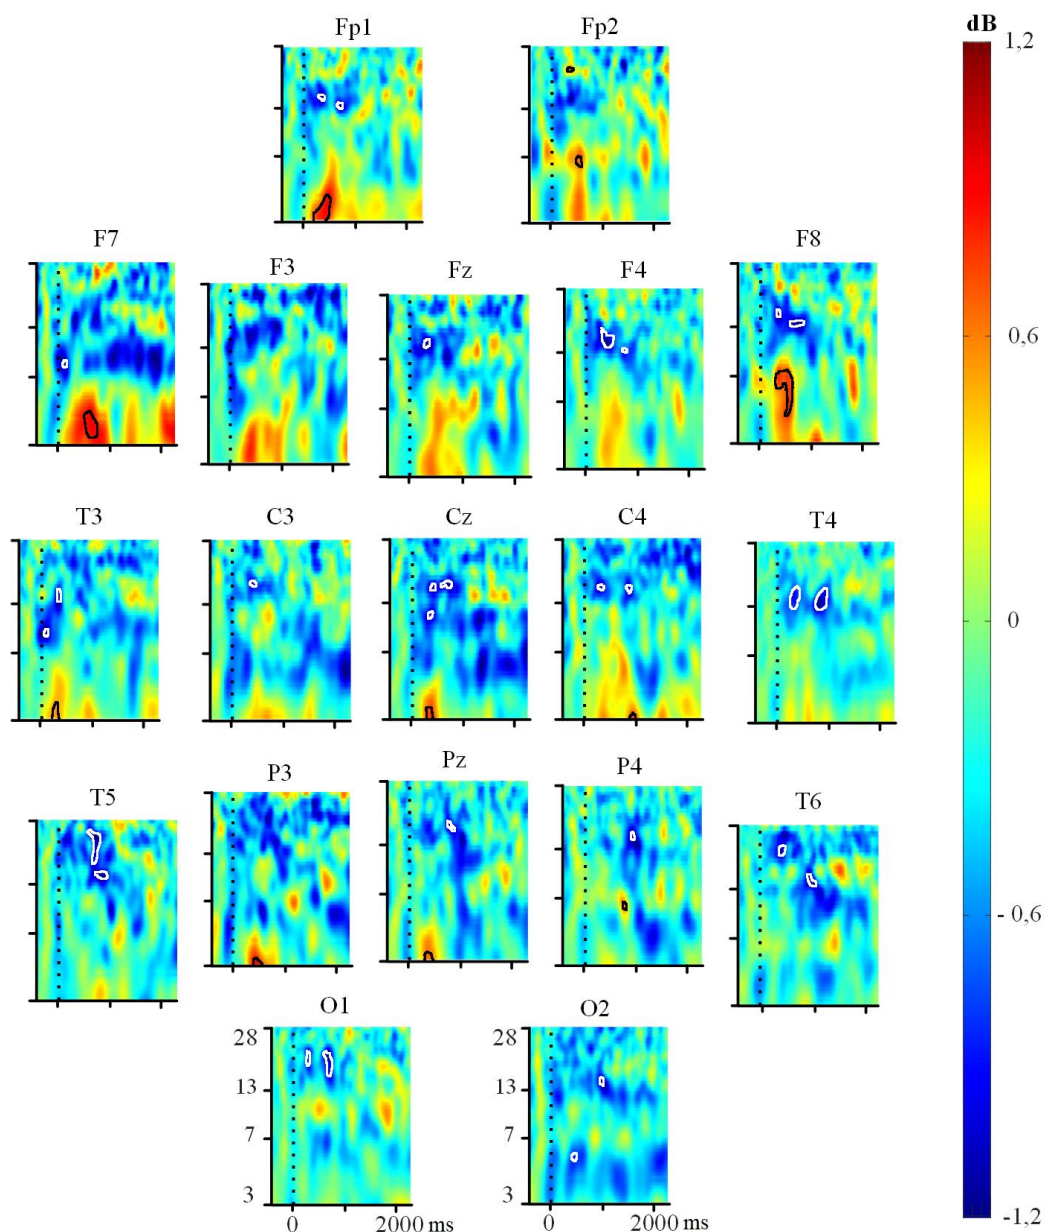 dB
Fp1 Fp2
1,2
F7 F3 Fz F4 F8
0,6
T3 C3 Cz C4 T4
0
T5 P3 Pz P4 T6
- 0,6
O1 O2
28 28
13 13
7 7
3 3
0 2000 ms 0 2000 ms
-1,2